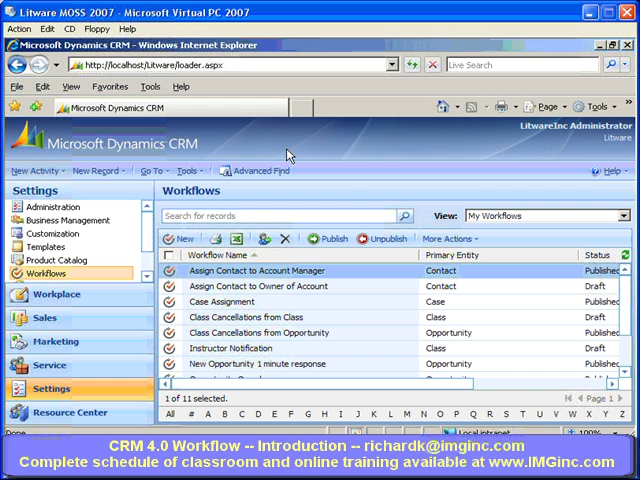 Litware MOSS 2007 - Microsoft Virtual PC 2007
Action Edit CD Floppy Help
Microsoft Dynamics CRM - Windows Internet Explorer
http://localhost/Litware/loader.aspx
Live Search
File Edit View Favorites Tools Help
Microsoft Dynamics CRM
Page Tools
Microsoft Dynamics CRM
LitwareInc Administrator
Litware
New Activity New Record Go To Tools Advanced Find Help
Settings
Workflows
Administration
Business Management
Customization
Templates
Product Catalog
Workflows
Workplace
Sales
Marketing
Service
Settings
Resource Center
Search for records
View: My Workflows
New Publish Unpublish More Actions
Workflow Name Primary Entity Status
Assign Contact to Account Manager Contact Published
Assign Contact to Owner of Account Contact Draft
Case Assignment Case Published
Class Cancellations from Class Class Draft
Class Cancellations from Opportunity Opportunity Published
Instructor Notification Class Draft
New Opportunity 1 minute response Opportunity Published
1 of 11 selected.
Page 1
All # A B C D E F G H I J K L M N O P Q R S T U V W X Y Z
Done
Local intranet
100%
CRM 4.0 Workflow -- Introduction -- richardk@imginc.com
Complete schedule of classroom and online training available at www.IMGinc.com